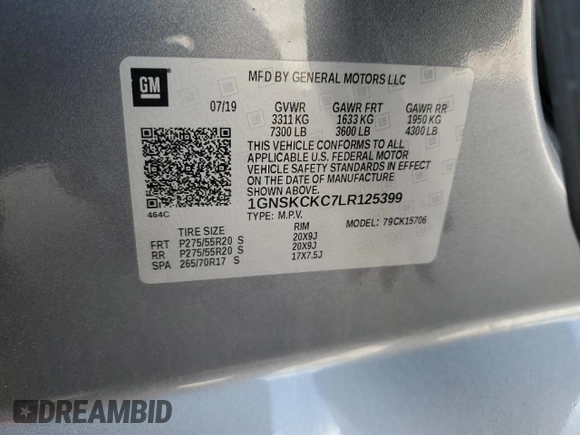 GM
MFD BY GENERAL MOTORS LLC
07/19 GVWR GAWR FRT GAWR RR
3311 KG 1633 KG 1950 KG
7300 LB 3600 LB 4300 LB
THIS VEHICLE CONFORMS TO ALL
APPLICABLE U.S. FEDERAL MOTOR
VEHICLE SAFETY STANDARDS IN EFFECT
ON THE DATE OF MANUFACTURE
SHOWN ABOVE.
1GNSKCKC7LR125399
464C
TYPE: M.P.V. 79CK15706
TIRE SIZE RIM
FRT P275/55R20 S 20X9J
RR P275/55R20 S 20X9J
SPA 265/70R17 S 17X7.5J
DREAMBID